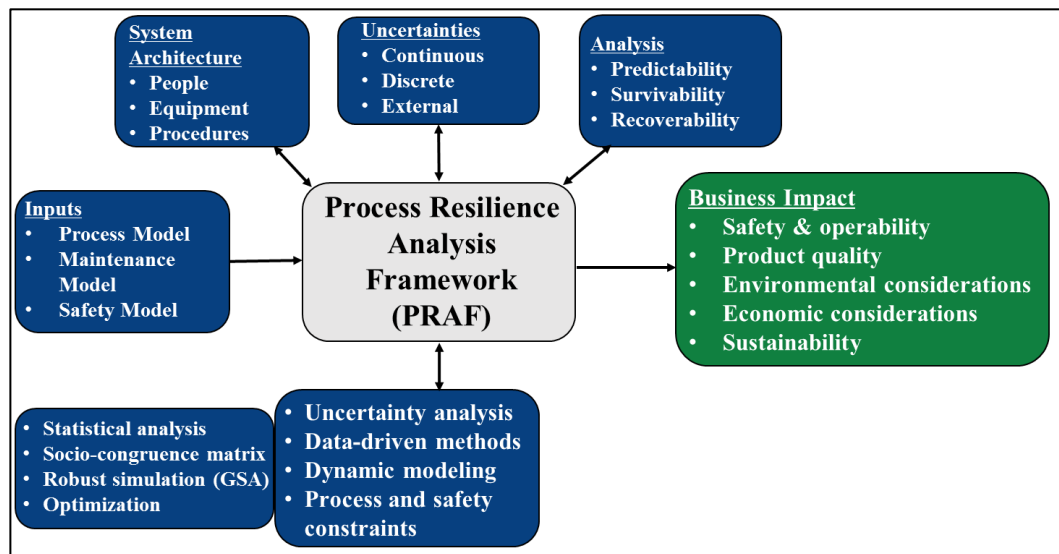 System
Architecture
• People
• Equipment
• Procedures
Uncertainties
• Continuous
• Discrete
• External
Analysis
• Predictability
• Survivability
• Recoverability
Inputs
• Process Model
• Maintenance
Model
• Safety Model
Process Resilience
Analysis
Framework
(PRAF)
Business Impact
• Safety & operability
• Product quality
• Environmental considerations
• Economic considerations
• Sustainability
• Statistical analysis
• Socio-congruence matrix
• Robust simulation (GSA)
• Optimization
• Uncertainty analysis
• Data-driven methods
• Dynamic modeling
• Process and safety
constraints